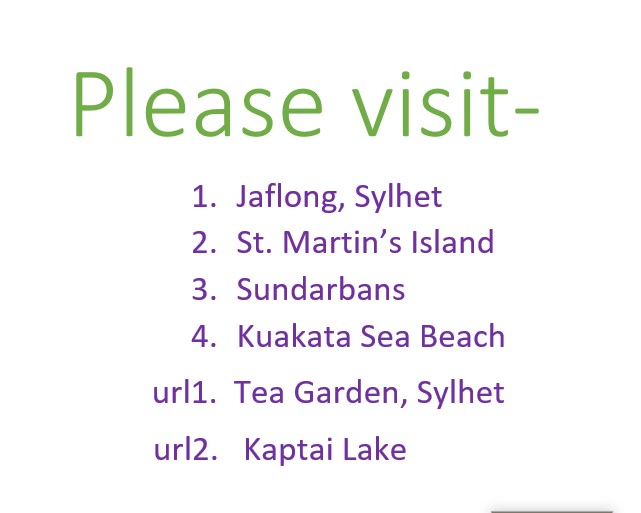 Please visit-
1. Jaflong, Sylhet
2. St. Martin’s Island
3. Sundarbans
4. Kuakata Sea Beach
url1. Tea Garden, Sylhet
url2. Kaptai Lake